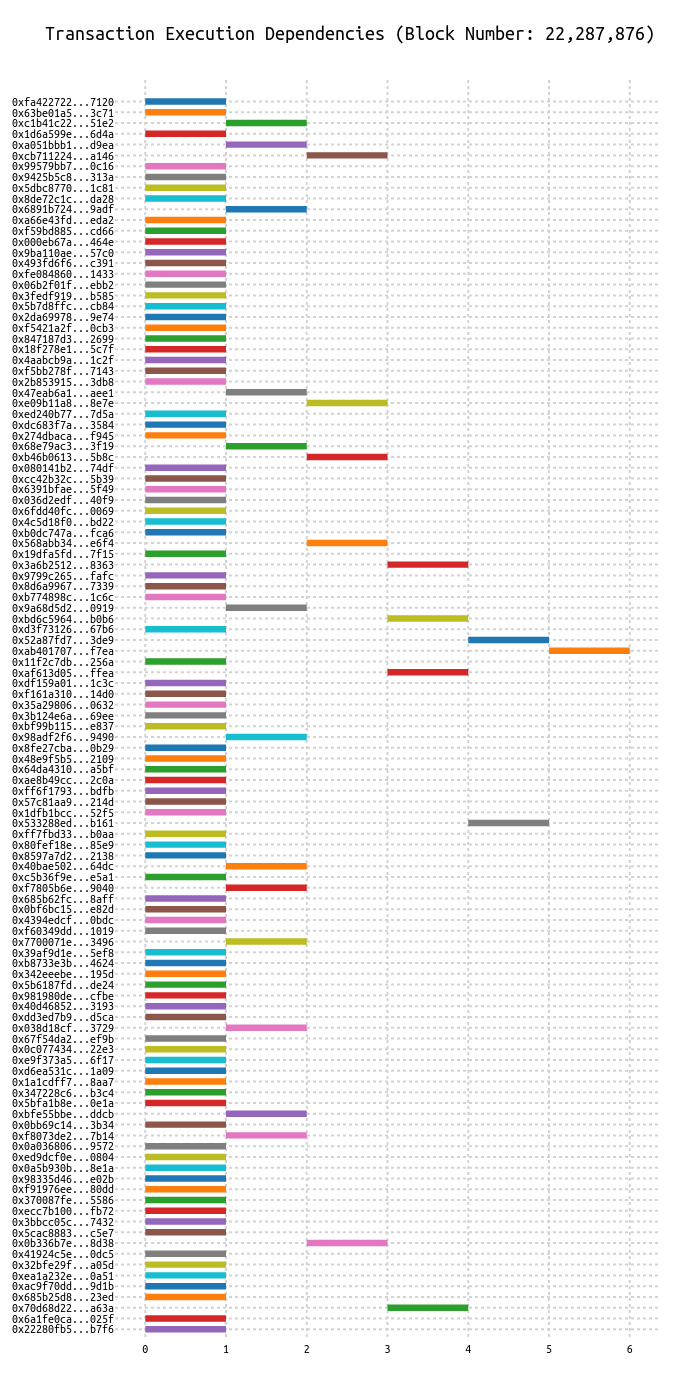 Transaction Execution Dependencies (Block Number: 22,287,876)
0xfa422722...7120
0x63be01a5...3c71
0xc1b41c22...51e2
0x1d6a599e...6d4a
0xa051bbb1...d9ea
0xcb711224...a146
0x99579bb7...0c16
0x9425b5c8...313a
0x5dbc8770...1c81
0x8de72c1c...da28
0x6891b724...9adf
0xa66e43fd...eda2
0xf59bd885...cd66
0x000eb67a...464e
0x9ba110ae...57c0
0x493fd6f6...c391
0xfe084860...1433
0x06b2f01f...ebb2
0x3fedf919...b585
0x5b7d8ffc...cb84
0x2da69978...9e74
0xf5421a2f...0cb3
0x847187d3...2699
0x18f278e1...5c7f
0x4aabcb9a...1c2f
0xf5bb278f...7143
0x2b853915...3db8
0x47eab6a1...aee1
0xe09b11a8...8e7e
0xed240b77...7d5a
0xdc683f7a...3584
0x274dbaca...f945
0x68e79ac3...3f19
0xb46b0613...5b8c
0x080141b2...74df
0xcc42b32c...5b39
0x6391bfae...5f49
0x036d2edf...40f9
0x6fdd40fc...0069
0x4c5d18f0...bd22
0xb0dc747a...fca6
0x568abb34...e6f4
0x19dfa5fd...7f15
0x3a6b2512...8363
0x9799c265...fafc
0x8d6a9967...7339
0xb774898c...1c6c
0x9a68d5d2...0919
0xbd6c5964...b0b6
0xd3f73126...67b6
0x52a87fd7...3de9
0xab401707...f7ea
0x11f2c7db...256a
0xaf613d05...ffea
0xdf159a01...1c3c
0xf161a310...14d0
0x35a29806...0632
0x3b124e6a...69ee
0xbf99b115...e837
0x98adf2f6...9490
0x8fe27cba...0b29
0x48e9f5b5...2109
0x64da4310...a5bf
0xae8b49cc...2c0a
0xff6f1793...bdfb
0x57c81aa9...214d
0x1dfb1bcc...52f5
0x533288ed...b161
0xff7fbd33...b0aa
0x80fef18e...85e9
0x8597a7d2...2138
0x40bae502...64dc
0xc5b36f9e...e5a1
0xf7805b6e...9040
0x685b62fc...8aff
0x0bf6bc15...e82d
0x4394edcf...0bdc
0xf60349dd...1019
0x7700071e...3496
0x39af9d1e...5ef8
0xb8733e3b...4624
0x342eeebe...195d
0x5b6187fd...de24
0x981980de...cfbe
0x40d46852...3193
0xdd3ed7b9...d5ca
0x038d18cf...3729
0x67f54da2...ef9b
0x0c077434...22e3
0xe9f373a5...6f17
0xd6ea531c...1a09
0x1a1cdff7...8aa7
0x347228c6...b3c4
0x5bfa1b8e...0e1a
0xbfe55bbe...ddcb
0x0bb69c14...3b34
0xf8073de2...7b14
0x0a036806...9572
0xed9dcf0e...0804
0x0a5b930b...8e1a
0x98335d46...e02b
0xf91976ee...80dd
0x370087fe...5586
0xecc7b100...fb72
0x3bbcc05c...7432
0x5cac8883...c5e7
0x0b336b7e...8d38
0x41924c5e...0dc5
0x32bfe29f...a05d
0xea1a232e...0a51
0xac9f70dd...9d1b
0x685b25d8...23ed
0x70d68d22...a63a
0x6a1fe0ca...025f
0x22280fb5...b7f6
0 1 2 3 4 5 6